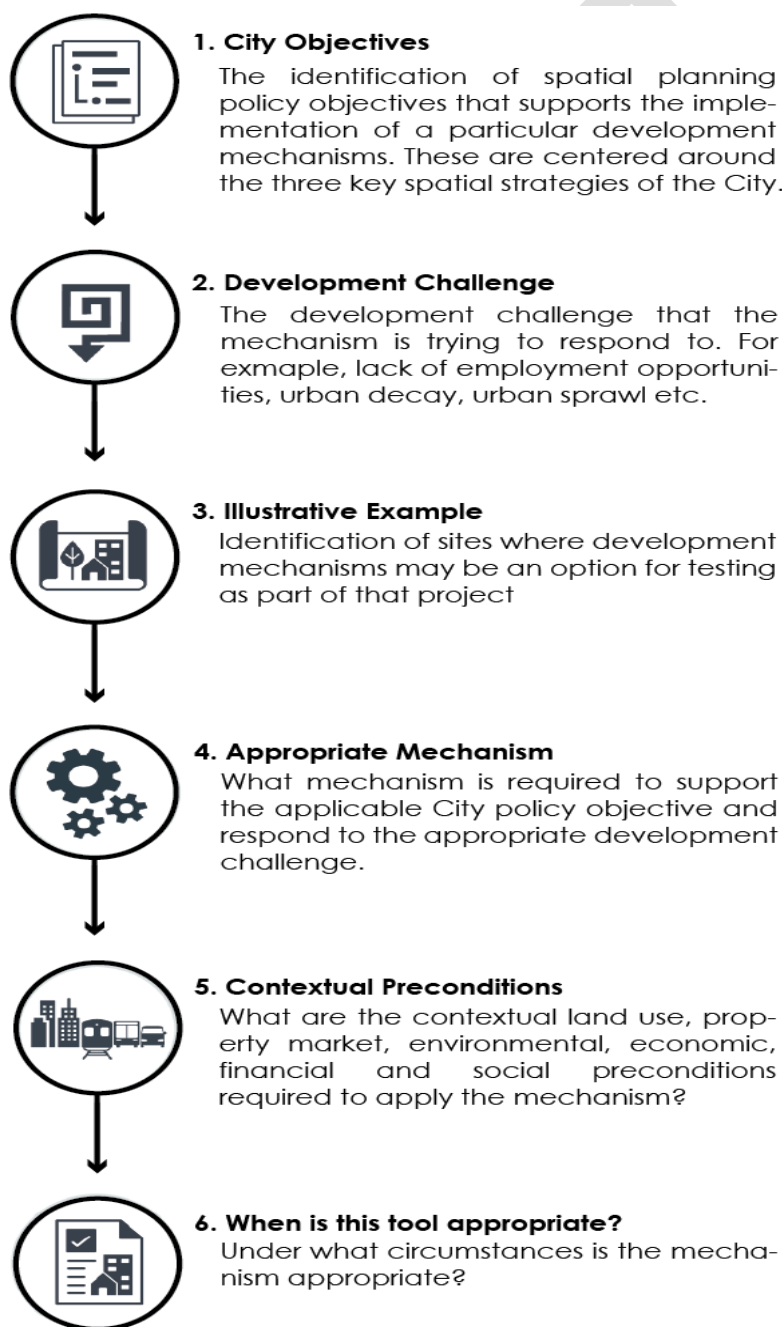 1. City Objectives
The identification of spatial planning
policy objectives that supports the imple-
mentation of a particular development
mechanisms. These are centered around
the three key spatial strategies of the City.
2. Development Challenge
The development challenge that the
mechanism is trying to respond to. For
exmaple, lack of employment opportuni-
ties, urban decay, urban sprawl etc.
3. Illustrative Example
Identification of sites where development
mechanisms may be an option for testing
as part of that project
4. Appropriate Mechanism
What mechanism is required to support
the applicable City policy objective and
respond to the appropriate development
challenge.
5. Contextual Preconditions
What are the contextual land use, prop-
erty market, environmental, economic,
financial and social preconditions
required to apply the mechanism?
6. When is this tool appropriate?
Under what circumstances is the mecha-
nism appropriate?